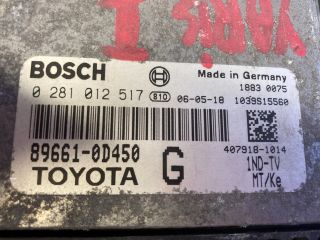 YARIS I
BOSCH
Made in Germany
1883 0075
0 281 012 517
810
06-05-18
1039S15560
89661-0D450
G
407918-1014
1ND-TV
TOYOTA
MT/Ke